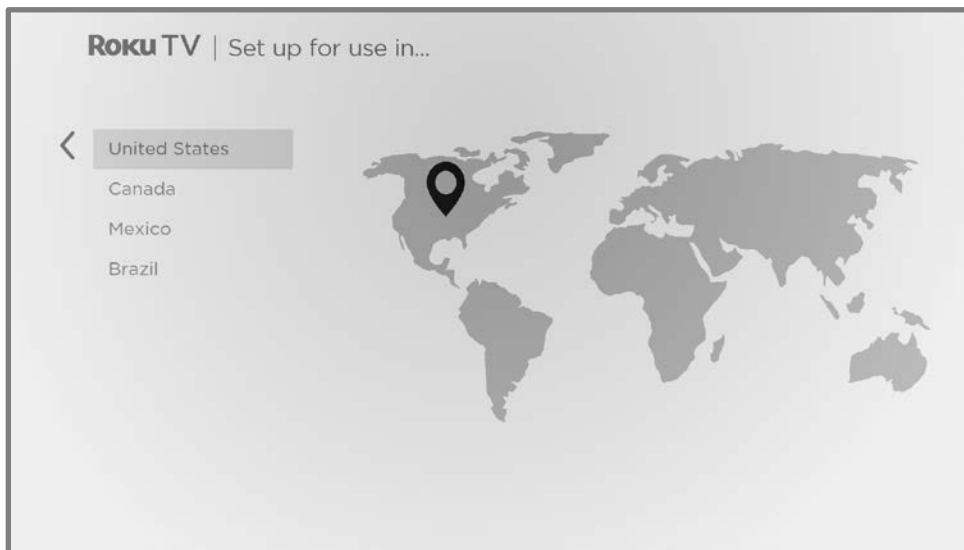 Roku TV | Set up for use in...
United States
Canada
Mexico
Brazil